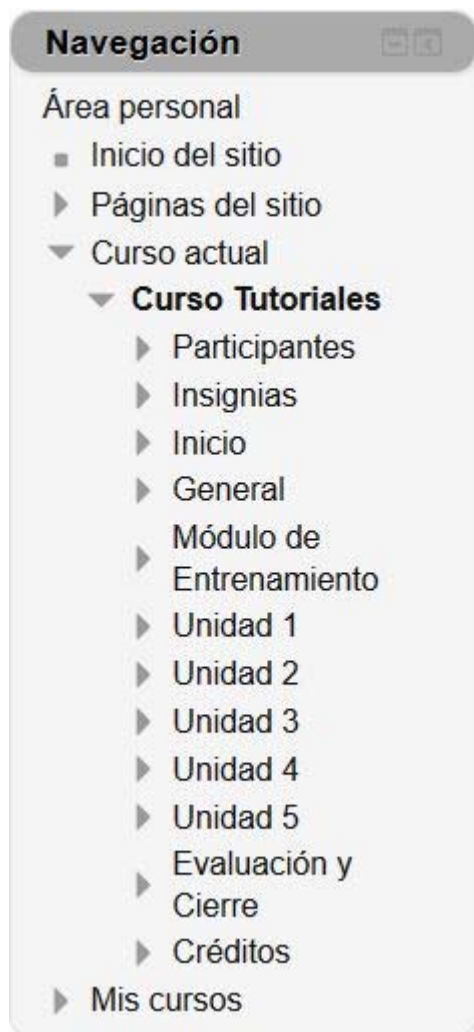 Navegación
Área personal
Inicio del sitio
Páginas del sitio
Curso actual
Curso Tutoriales
Participantes
Insignias
Inicio
General
Módulo de
Entrenamiento
Unidad 1
Unidad 2
Unidad 3
Unidad 4
Unidad 5
Evaluación y
Cierre
Créditos
Mis cursos